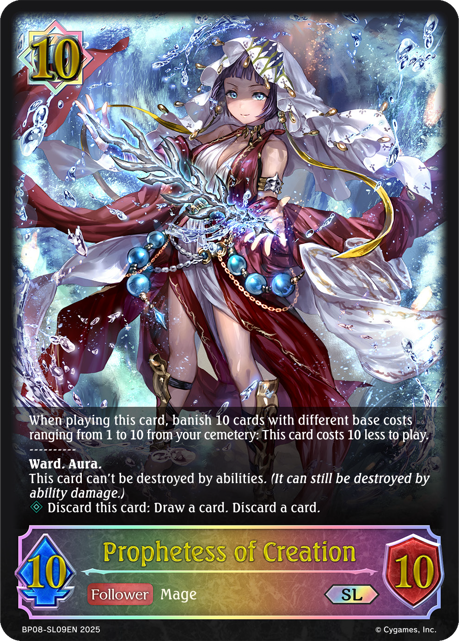 10
When playing this card, banish 10 cards with different base costs
ranging from 1 to 10 from your cemetery: This card costs 10 less to play.
----------
Ward. Aura.
This card can't be destroyed by abilities. (It can still be destroyed by
ability damage.)
Discard this card: Draw a card. Discard a card.
Prophetess of Creation
10
10
Follower Mage
SL
BP08-SL09EN 2025
© Cygames, Inc.